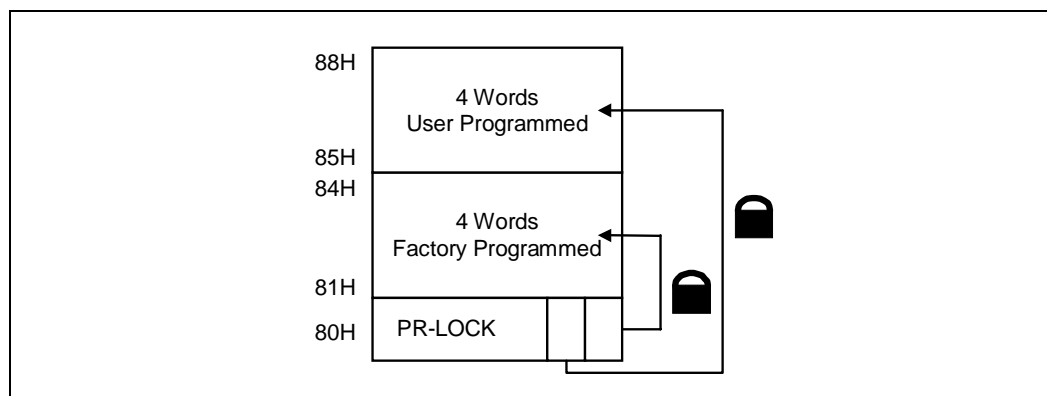 88H
4 Words
User Programmed
85H
84H
4 Words
Factory Programmed
81H
80H
PR-LOCK